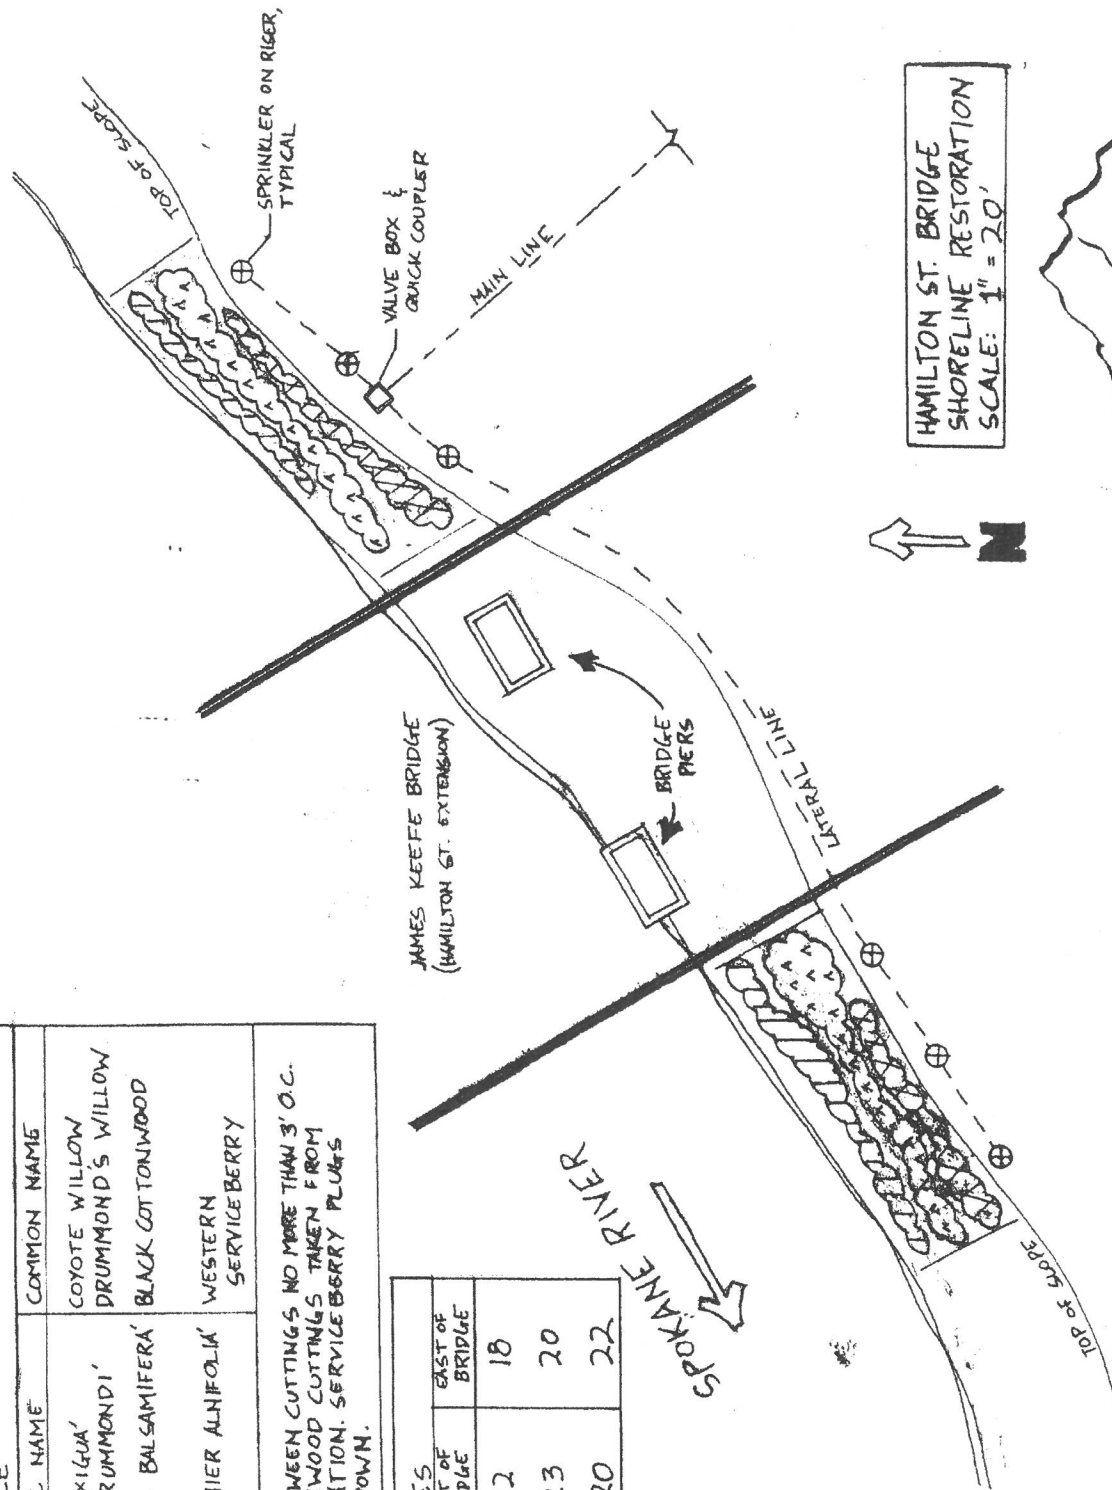 COMMON NAME
NAME
COYOTE WILLOW
DRUMMOND'S WILLOW
BALSAMIFERA'
BLACK COTTONWOOD
ALNIFOLIA'
WESTERN
SERVICEBERRY
CUTTINGS NO MORE THAN 3' O.C.
WOOD CUTTINGS TAKEN FROM
SERVICEBERRY PLUGS
EAST OF
BRIDGE
18
20
22
SPOKANE RIVER
JAMES KEEFE BRIDGE
(HAMILTON ST. EXTENSION)
BRIDGE
PIERS
LATERAL LINE
TOP OF SLOPE
TOP OF SLOPE
SPRINKLER ON RISER,
TYPICAL
VALVE BOX &
QUICK COUPLER
MAIN LINE
N
HAMILTON ST. BRIDGE
SHORELINE RESTORATION
SCALE: 1" = 20'